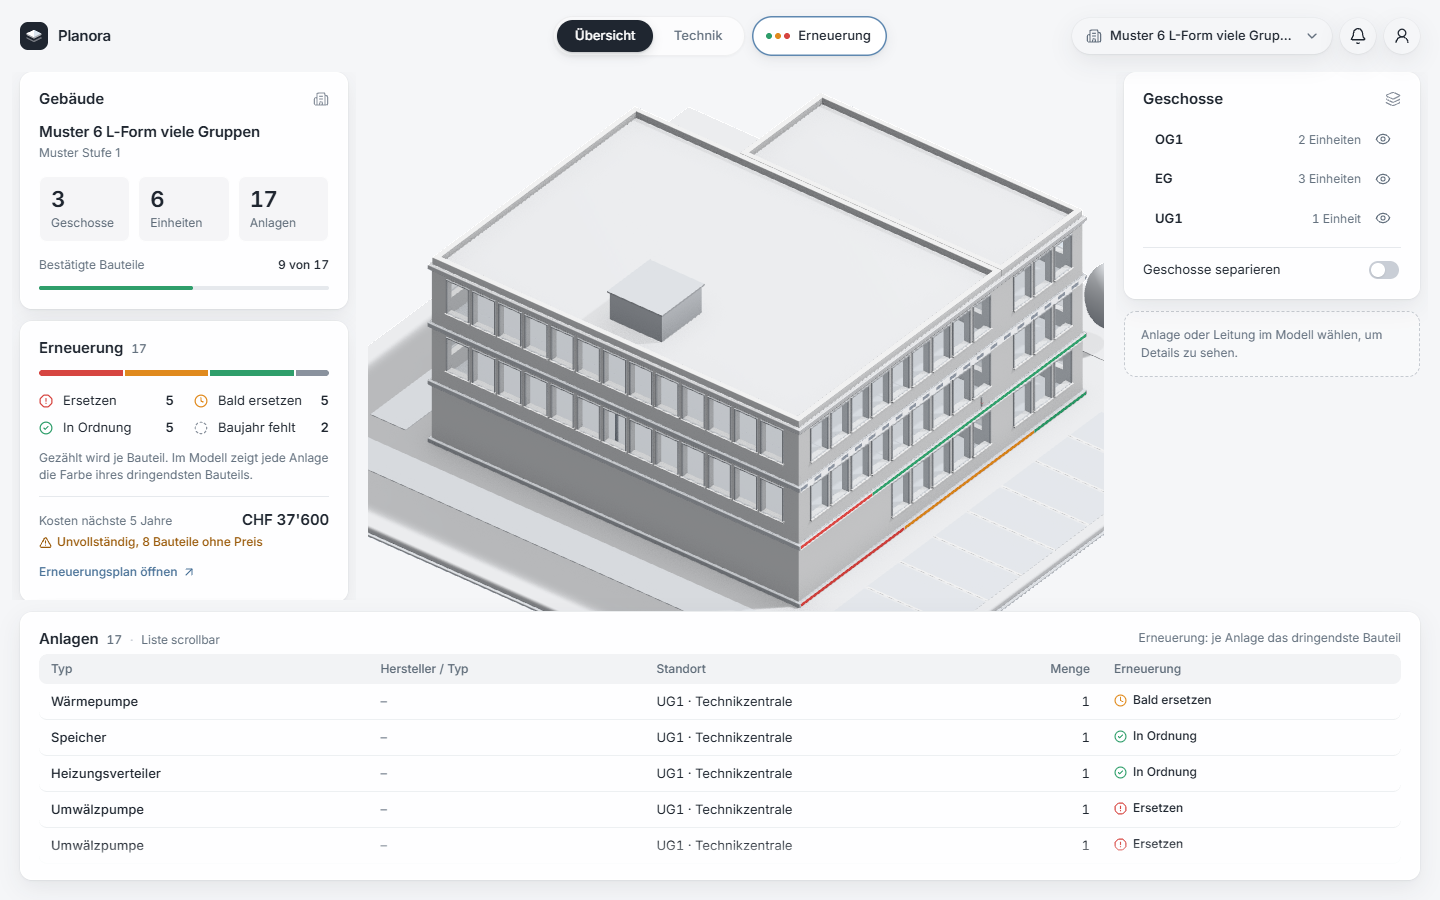 Planora
Übersicht
Technik
Erneuerung
Muster 6 L-Form viele Grup...
Gebäude
Muster 6 L-Form viele Gruppen
Muster Stufe 1
3 6 17
Geschosse Einheiten Anlagen
Bestätigte Bauteile 9 von 17
Erneuerung 17
Ersetzen 5 Bald ersetzen 5
In Ordnung 5 Baujahr fehlt 2
Gezählt wird je Bauteil. Im Modell zeigt jede Anlage
die Farbe ihres dringendsten Bauteils.
Kosten nächste 5 Jahre CHF 37'600
Unvollständig, 8 Bauteile ohne Preis
Erneuerungsplan öffnen
Geschosse
OG1 2 Einheiten
EG 3 Einheiten
UG1 1 Einheit
Geschosse separieren
Anlage oder Leitung im Modell wählen, um
Details zu sehen.
Anlagen 17 · Liste scrollbar
Erneuerung: je Anlage das dringendste Bauteil
Typ Hersteller / Typ Standort Menge Erneuerung
Wärmepumpe – UG1 · Technikzentrale 1 Bald ersetzen
Speicher – UG1 · Technikzentrale 1 In Ordnung
Heizungsverteiler – UG1 · Technikzentrale 1 In Ordnung
Umwälzpumpe – UG1 · Technikzentrale 1 Ersetzen
Umwälzpumpe – UG1 · Technikzentrale 1 Ersetzen